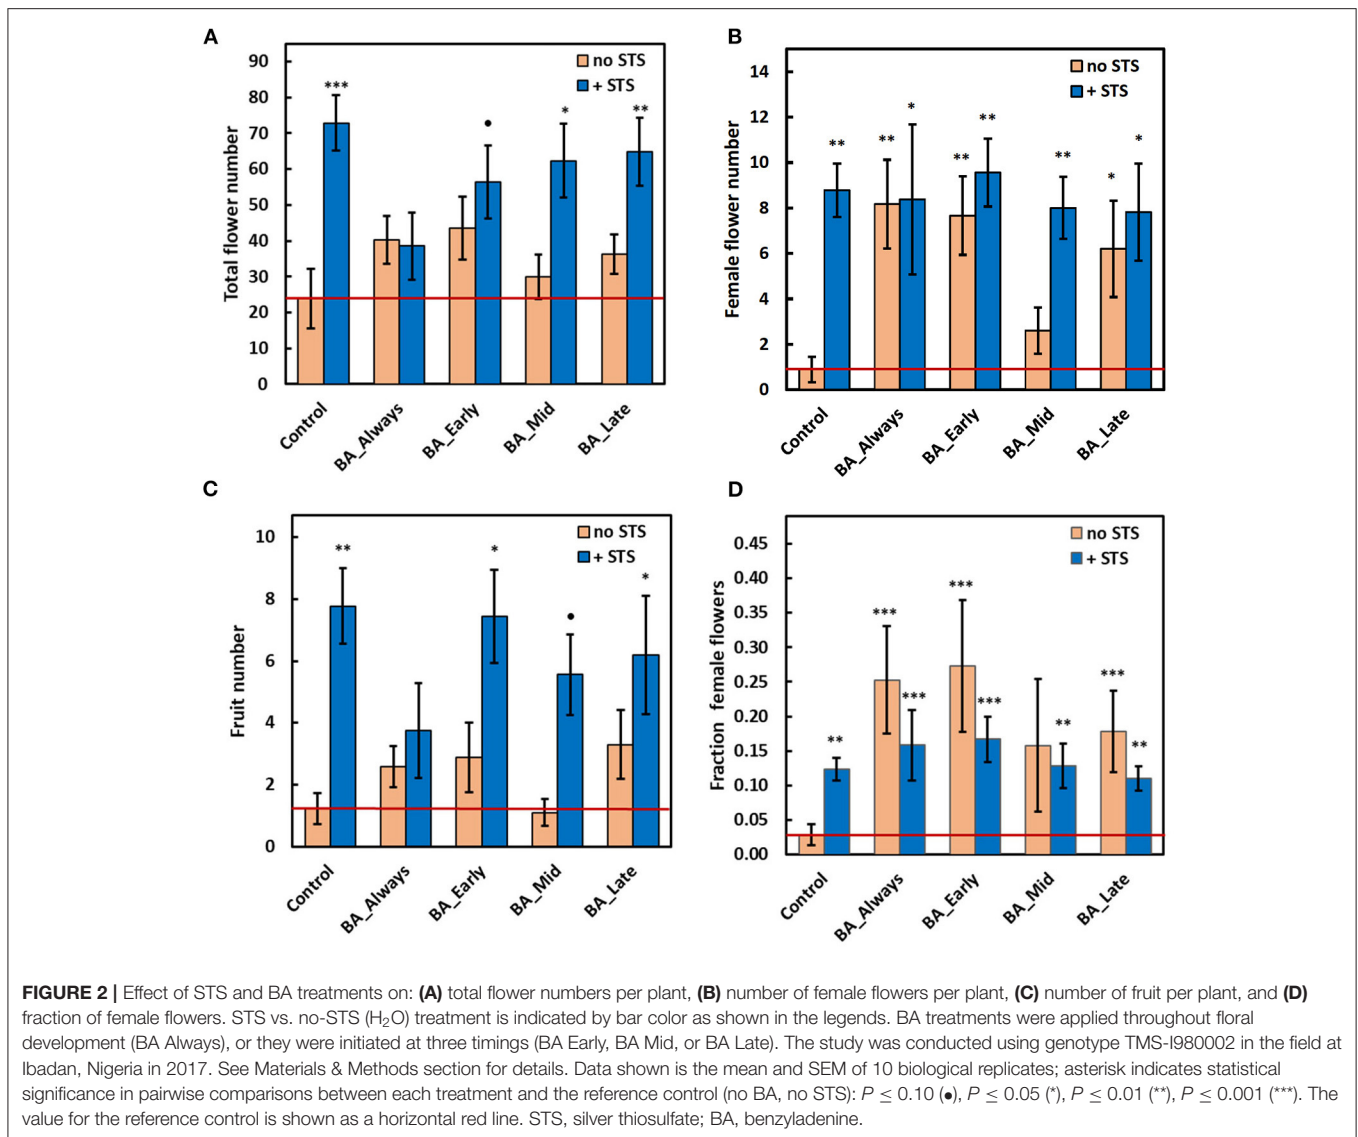 A
Total flower number
90
80
70
60
50
40
30
20
10
0
no STS
+ STS
***
•
*
**
Control
BA_Always
BA_Early
BA_Mid
BA_Late
B
Female flower number
14
12
10
8
6
4
2
0
no STS
+ STS
**
**
*
**
**
**
*
*
Control
BA_Always
BA_Early
BA_Mid
BA_Late
C
Fruit number
10
8
6
4
2
0
no STS
+ STS
**
*
•
*
Control
BA_Always
BA_Early
BA_Mid
BA_Late
D
Fraction female flowers
0.45
0.40
0.35
0.30
0.25
0.20
0.15
0.10
0.05
0.00
no STS
+ STS
**
***
***
***
***
**
***
**
Control
BA_Always
BA_Early
BA_Mid
BA_Late
FIGURE 2 | Effect of STS and BA treatments on: (A) total flower numbers per plant, (B) number of female flowers per plant, (C) number of fruit per plant, and (D)
fraction of female flowers. STS vs. no-STS (H₂O) treatment is indicated by bar color as shown in the legends. BA treatments were applied throughout floral
development (BA Always), or they were initiated at three timings (BA Early, BA Mid, or BA Late). The study was conducted using genotype TMS-I980002 in the field at
Ibadan, Nigeria in 2017. See Materials & Methods section for details. Data shown is the mean and SEM of 10 biological replicates; asterisk indicates statistical
significance in pairwise comparisons between each treatment and the reference control (no BA, no STS): P ≤ 0.10 (●), P ≤ 0.05 (*), P ≤ 0.01 (**), P ≤ 0.001 (***). The
value for the reference control is shown as a horizontal red line. STS, silver thiosulfate; BA, benzyladenine.